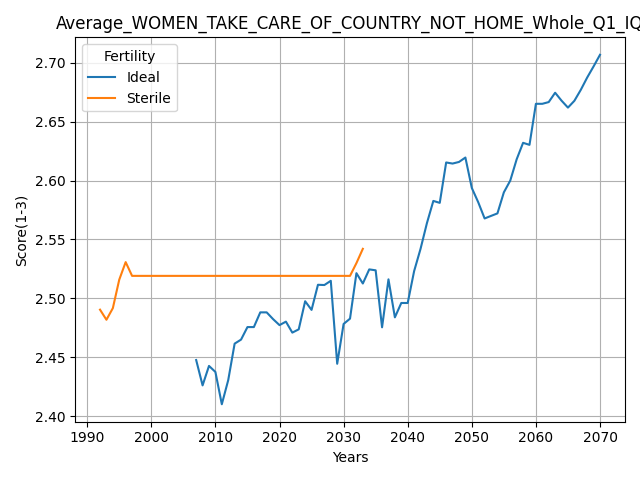 Average_WOMEN_TAKE_CARE_OF_COUNTRY_NOT_HOME_Whole_Q1_IQ
Fertility
Ideal
Sterile
Score(1-3)
2.70
2.65
2.60
2.55
2.50
2.45
2.40
1990 2000 2010 2020 2030 2040 2050 2060 2070
Years